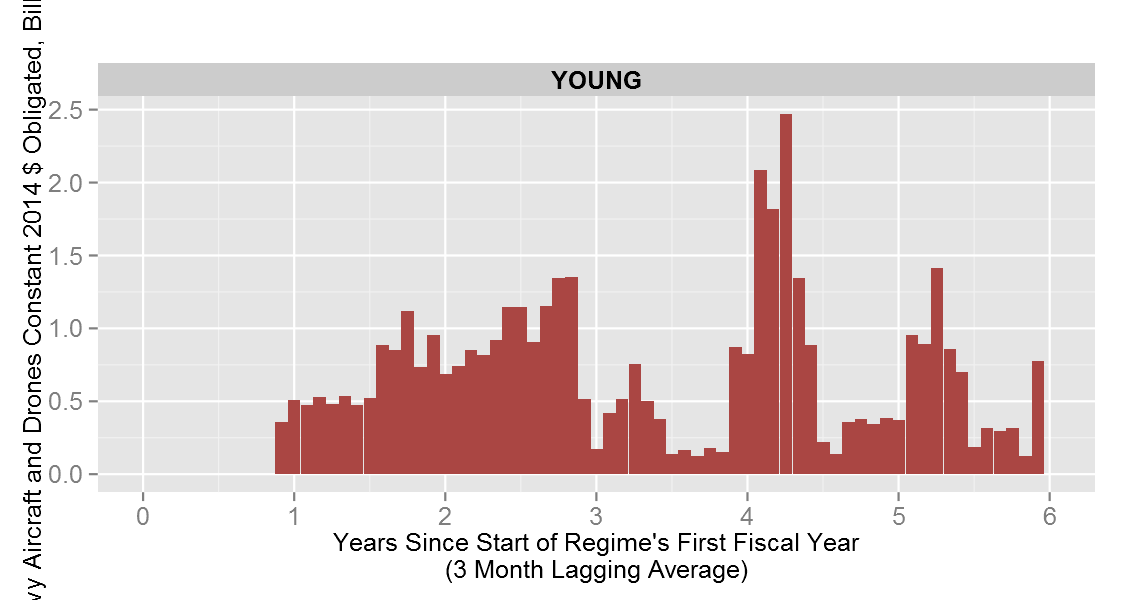 YOUNG
Aircraft and Drones Constant 2014 $ Obligated,
2.5
2.0
1.5
1.0
0.5
0.0
0 1 2 3 4 5 6
Years Since Start of Regime's First Fiscal Year
(3 Month Lagging Average)